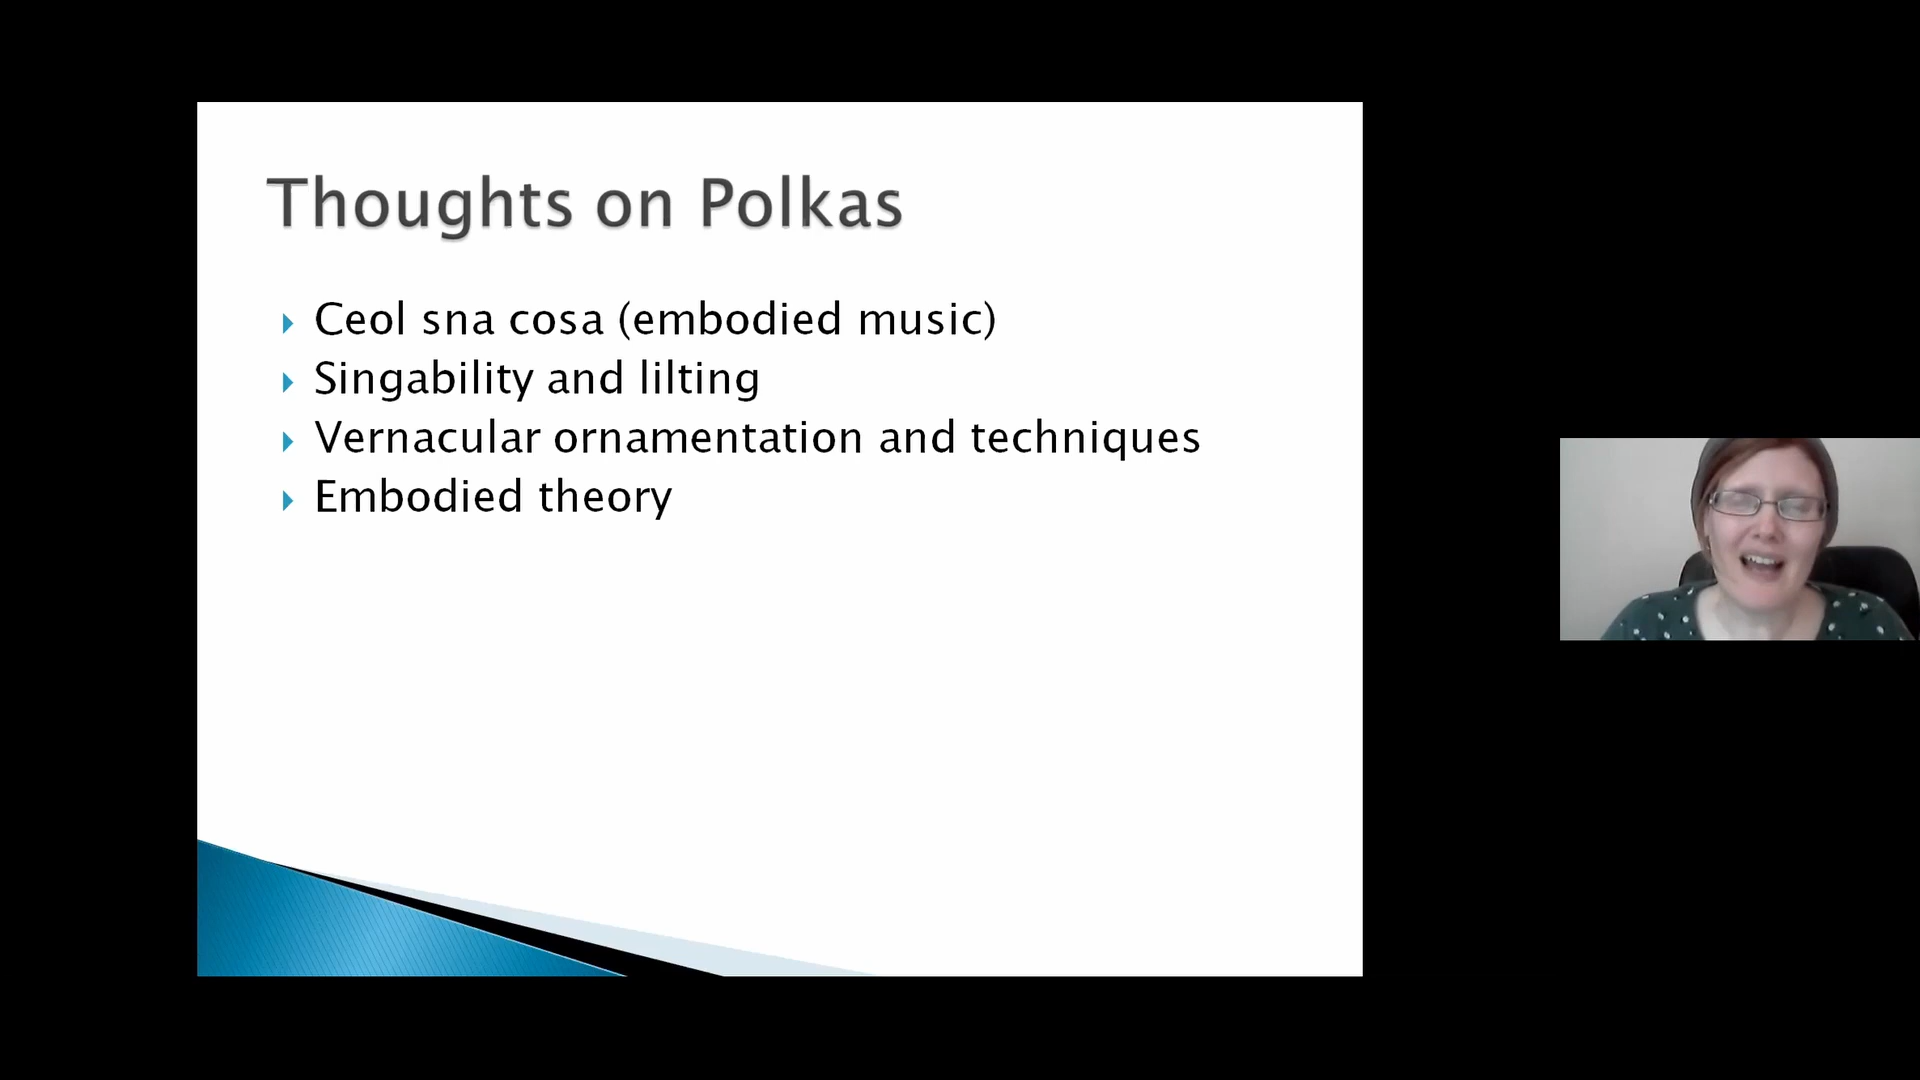 Thoughts on Polkas
Ceol sna cosa (embodied music)
Singability and lilting
Vernacular ornamentation and techniques
Embodied theory